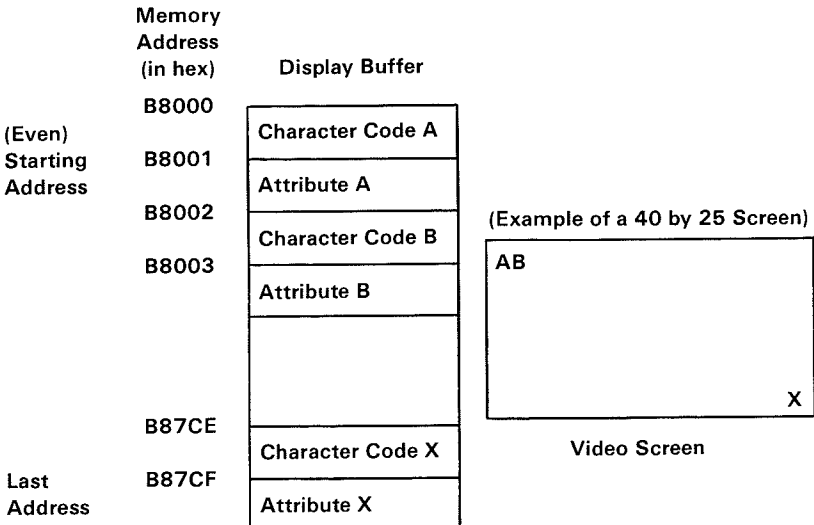 Memory
Address
(in hex)
Display Buffer
B8000
(Even)
Starting
Address
Character Code A
B8001
Attribute A
B8002
Character Code B
B8003
Attribute B
(Example of a 40 by 25 Screen)
AB
X
Video Screen
B87CE
Character Code X
B87CF
Last
Address
Attribute X